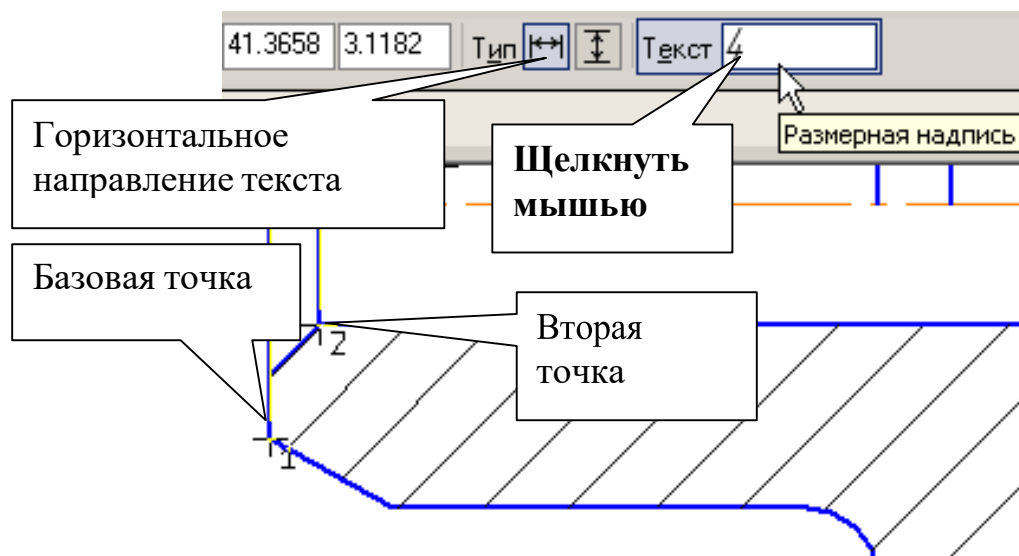 41.3658 3.1182 Тип Текст 4
Размерная надпись
Горизонтальное
направление текста
Щелкнуть
мышью
Базовая точка
Вторая
точка
2
1